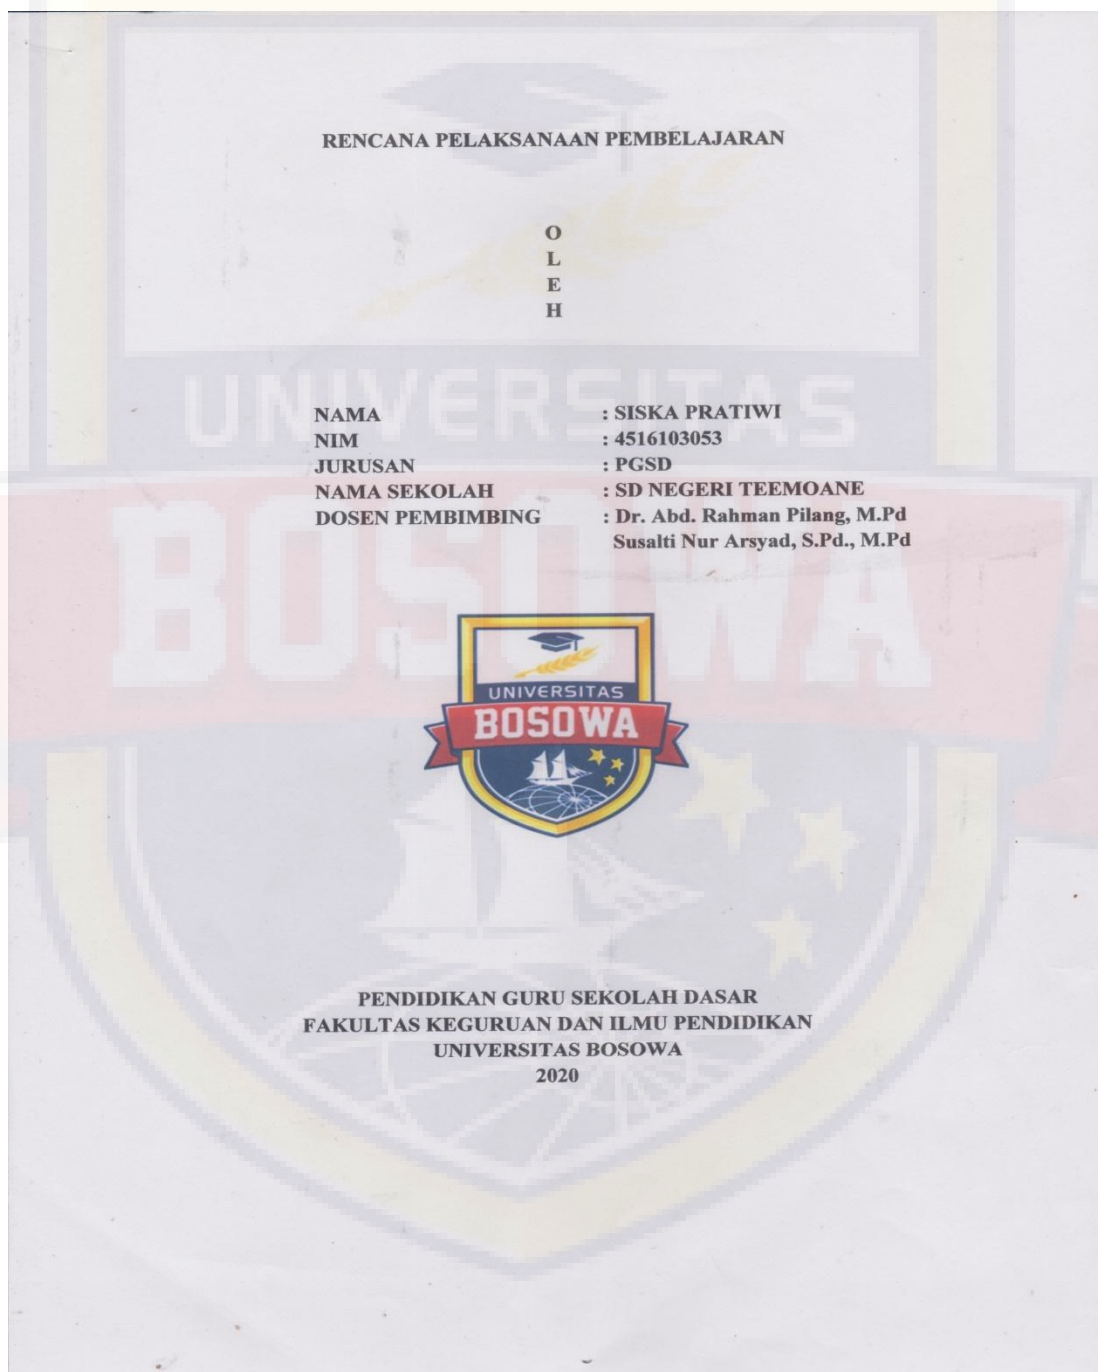 RENCANA PELAKSANAAN PEMBELAJARAN
O
L
E
H
NAMA : SISKA PRATIWI
NIM : 4516103053
JURUSAN : PGSD
NAMA SEKOLAH : SD NEGERI TEEMOANE
DOSEN PEMBIMBING : Dr. Abd. Rahman Pilang, M.Pd
Susalti Nur Arsyad, S.Pd., M.Pd
UNIVERSITAS
BOSOWA
UNIVERSITAS
BOSOWA
PENDIDIKAN GURU SEKOLAH DASAR
FAKULTAS KEGURUAN DAN ILMU PENDIDIKAN
UNIVERSITAS BOSOWA
2020